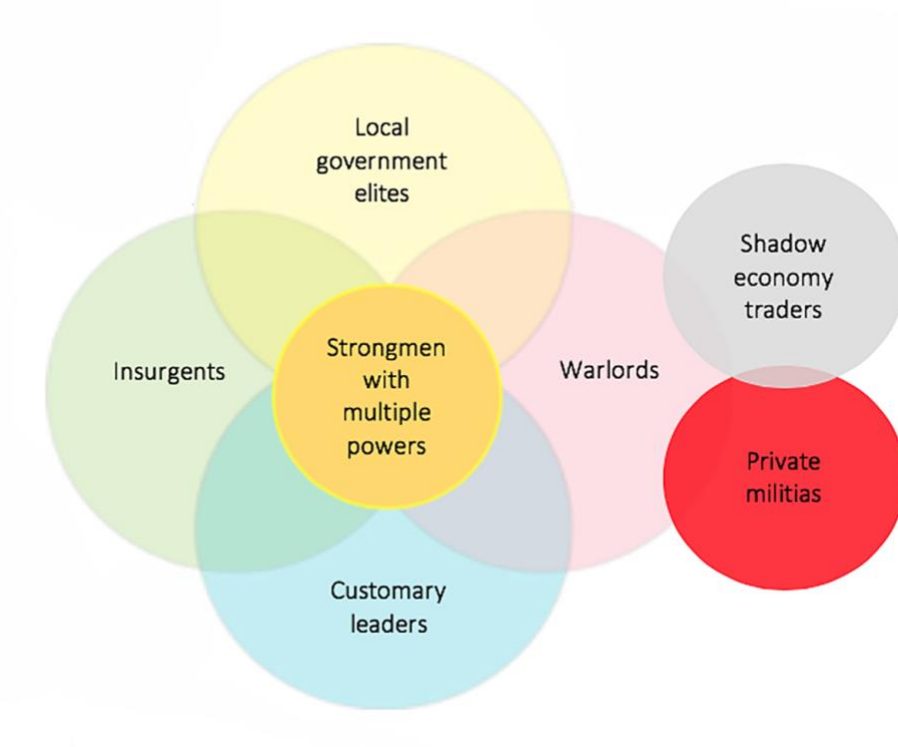 Local
government
elites
Shadow
economy
traders
Insurgents
Strongmen
with
multiple
powers
Warlords
Private
militias
Customary
leaders